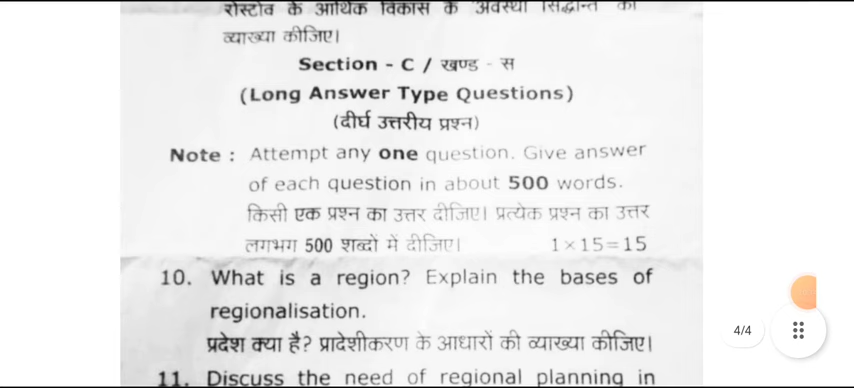 रोस्टोव के आर्थिक विकास के अवस्था सिद्धान्त की
व्याख्या कीजिए।
Section - C / खण्ड - स
(Long Answer Type Questions)
(दीर्घ उत्तरीय प्रश्न)
Note : Attempt any one question. Give answer
of each question in about 500 words.
किसी एक प्रश्न का उत्तर दीजिए। प्रत्येक प्रश्न का उत्तर
लगभग 500 शब्दों में दीजिए। 1×15=15
10. What is a region? Explain the bases of
regionalisation.
प्रदेश क्या है? प्रादेशीकरण के आधारों की व्याख्या कीजिए।
11. Discuss the need of regional planning in
4/4